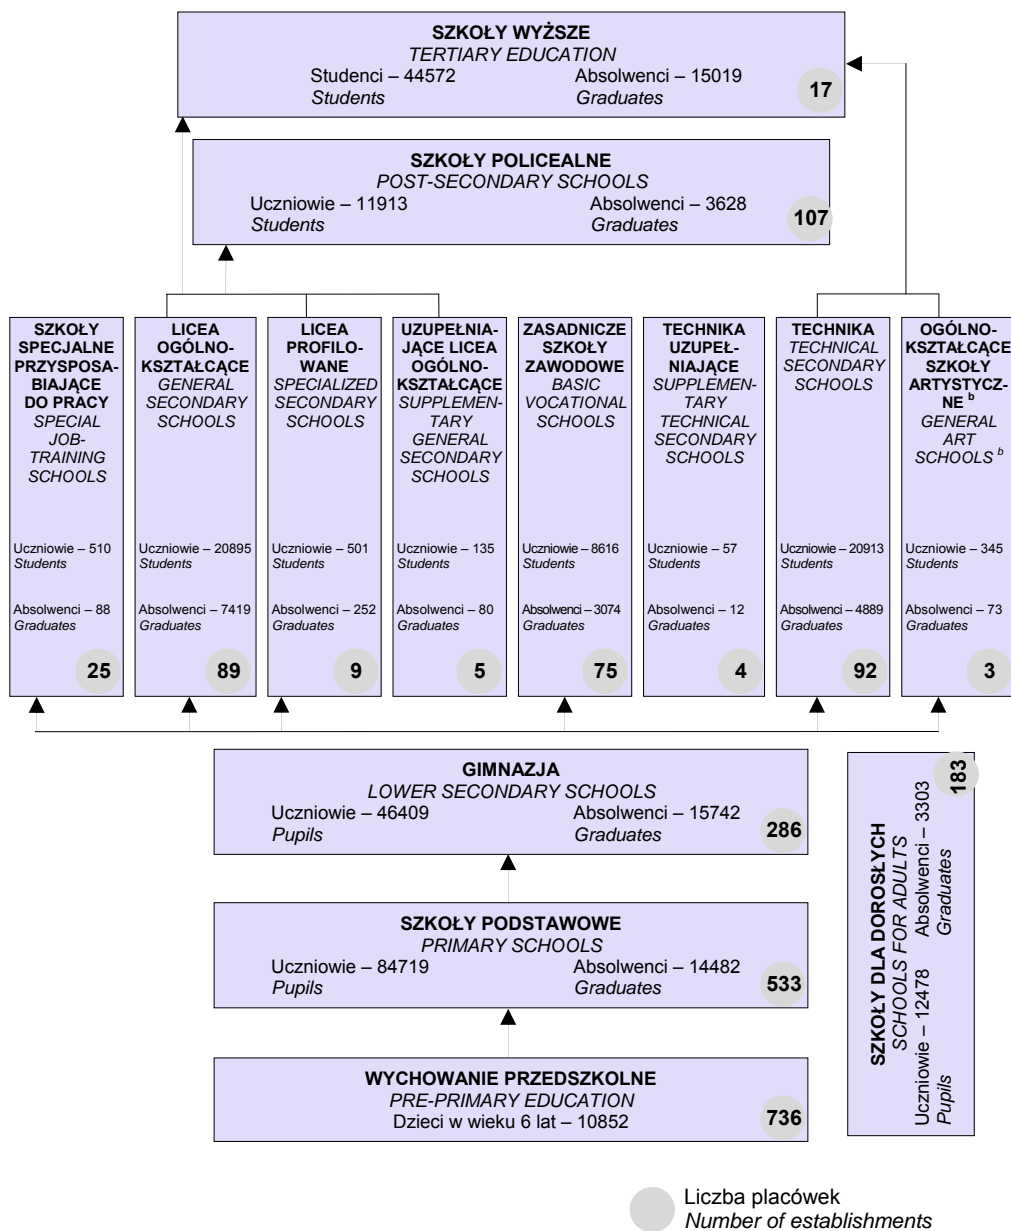 SZKOŁY WYŻSZE
TERTIARY EDUCATION
Studenci – 44572 Absolwenci – 15019
Students Graduates
17
SZKOŁY POLICEALNE
POST-SECONDARY SCHOOLS
Uczniowie – 11913 Absolwenci – 3628
Students Graduates
107
SZKOŁY
SPECJALNE
PRZYSPOSA-
BIAJĄCE
DO PRACY
SPECIAL
JOB-
TRAINING
SCHOOLS
Uczniowie – 510
Students
Absolwenci – 88
Graduates
25
LICEA
OGÓLNO-
KSZTAŁCĄCE
GENERAL
SECONDARY
SCHOOLS
Uczniowie – 20895
Students
Absolwenci – 7419
Graduates
89
LICEA
PROFILO-
WANE
SPECIALIZED
SECONDARY
SCHOOLS
Uczniowie – 501
Students
Absolwenci – 252
Graduates
9
UZUPEŁNIA-
JĄCE LICEA
OGÓLNO-
KSZTAŁCĄCE
SUPPLEMEN-
TARY
GENERAL
SECONDARY
SCHOOLS
Uczniowie – 135
Students
Absolwenci – 80
Graduates
5
ZASADNICZE
SZKOŁY
ZAWODOWE
BASIC
VOCATIONAL
SCHOOLS
Uczniowie – 8616
Students
Absolwenci – 3074
Graduates
75
TECHNIKA
UZUPEŁ-
NIAJĄCE
SUPPLEMEN-
TARY
TECHNICAL
SECONDARY
SCHOOLS
Uczniowie – 57
Students
Absolwenci – 12
Graduates
4
TECHNIKA
TECHNICAL
SECONDARY
SCHOOLS
Uczniowie – 20913
Students
Absolwenci – 4889
Graduates
92
OGÓLNO-
KSZTAŁCĄCE
SZKOŁY
ARTYSTYCZ-
NE b
GENERAL
ART
SCHOOLS b
Uczniowie – 345
Students
Absolwenci – 73
Graduates
3
GIMNAZJA
LOWER SECONDARY SCHOOLS
Uczniowie – 46409 Absolwenci – 15742
Pupils Graduates
286
SZKOŁY PODSTAWOWE
PRIMARY SCHOOLS
Uczniowie – 84719 Absolwenci – 14482
Pupils Graduates
533
WYCHOWANIE PRZEDSZKOLNE
PRE-PRIMARY EDUCATION
Dzieci w wieku 6 lat – 10852
736
SZKOŁY DLA DOROSŁYCH
SCHOOLS FOR ADULTS
Uczniowie – 12478 Absolwenci – 3303
Pupils Graduates
183
Liczba placówek
Number of establishments